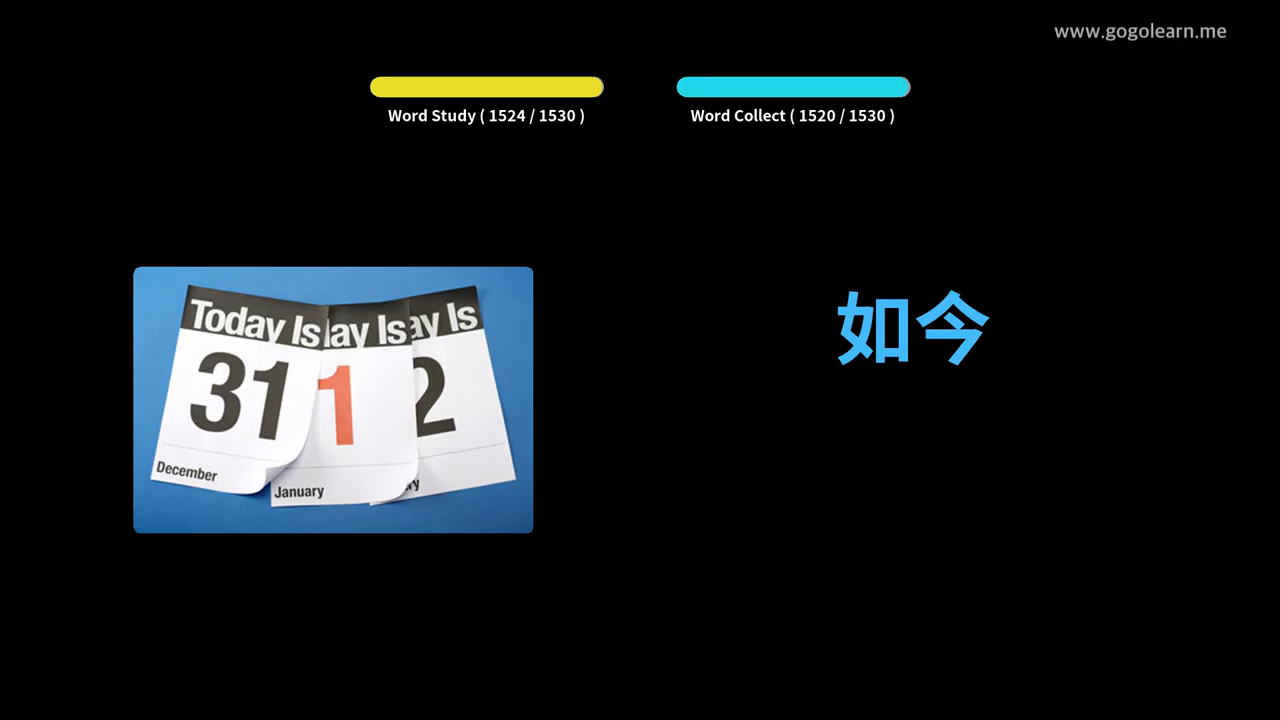 www.gogolearn.me
Word Study ( 1524 / 1530 )
Word Collect ( 1520 / 1530 )
Today Is
31
December
ay Is
1
January
ay Is
2
ry
如今